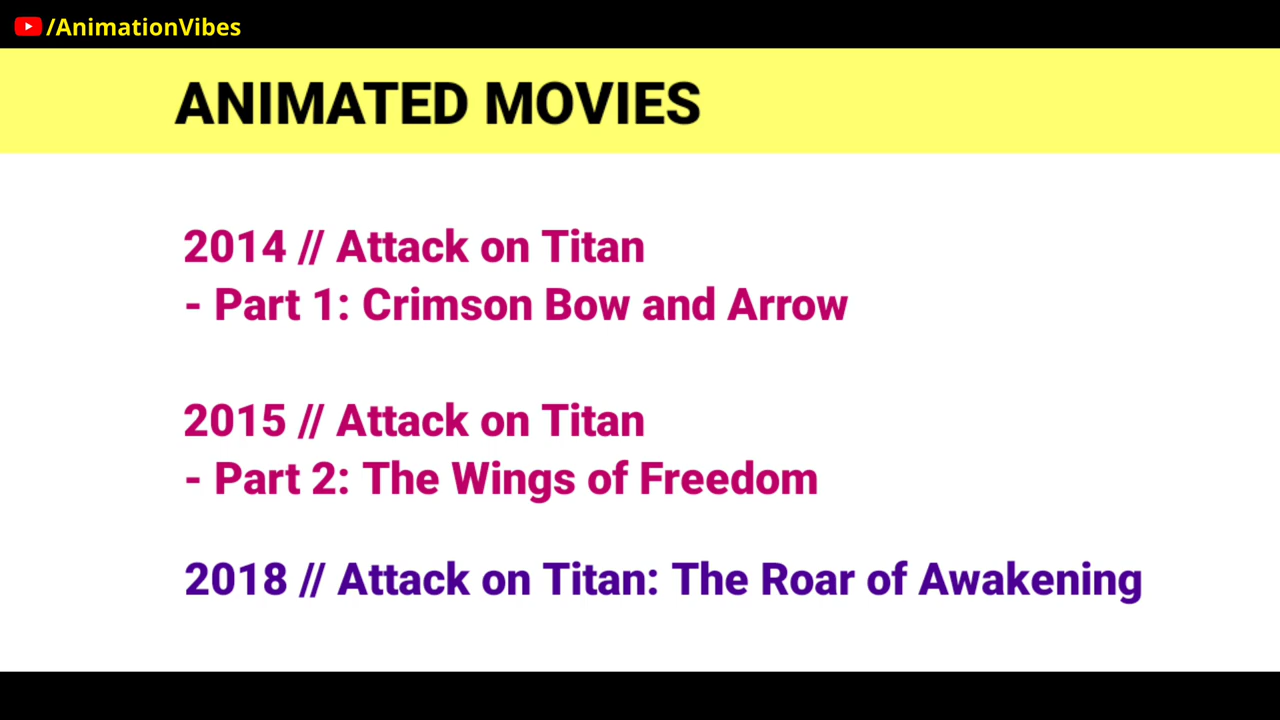 /AnimationVibes
ANIMATED MOVIES
2014 // Attack on Titan
- Part 1: Crimson Bow and Arrow
2015 // Attack on Titan
- Part 2: The Wings of Freedom
2018 // Attack on Titan: The Roar of Awakening